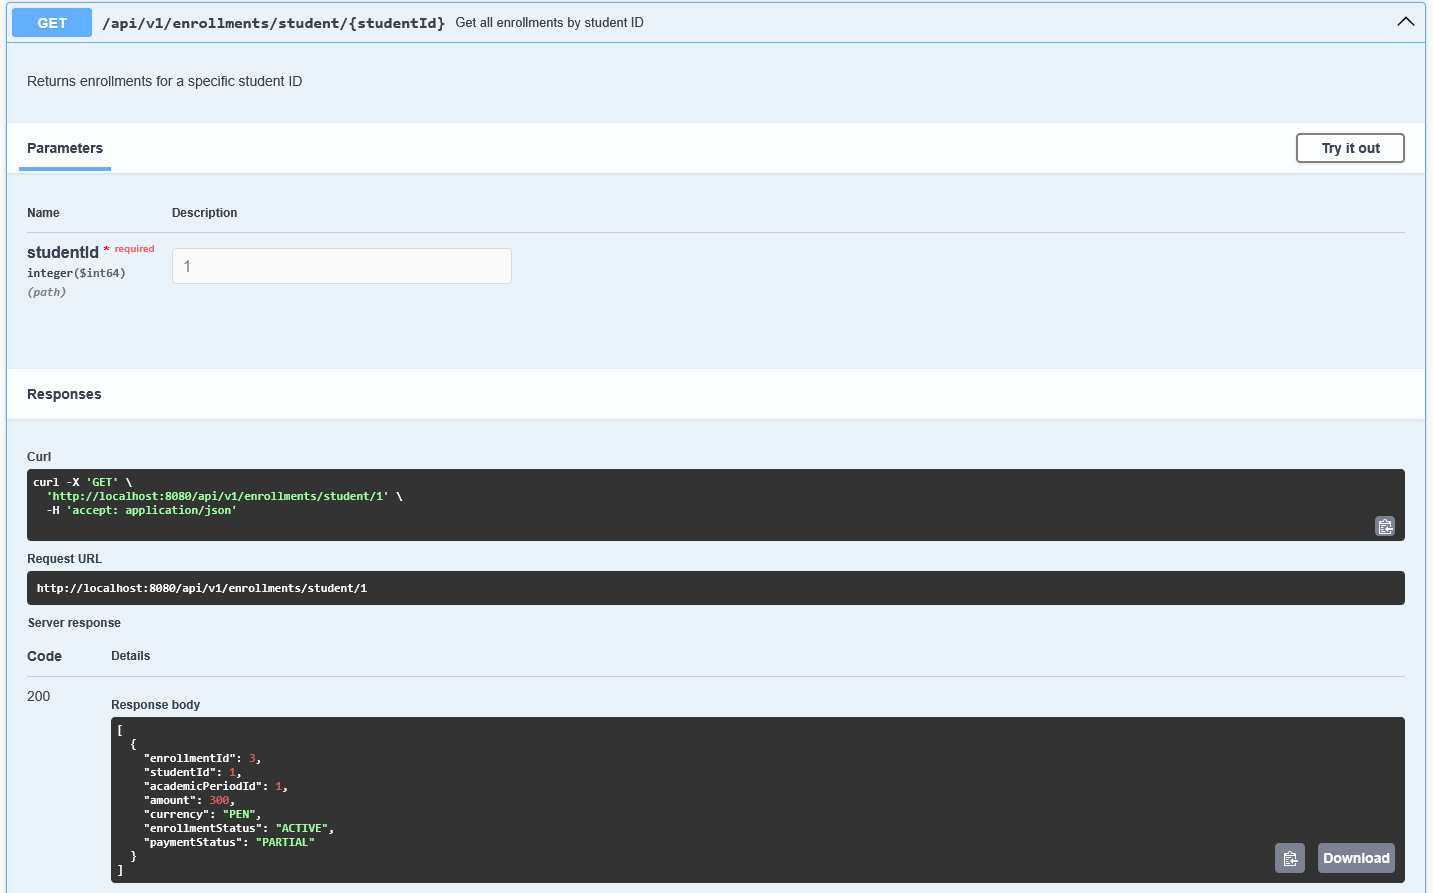 GET /api/v1/enrollments/student/{studentId} Get all enrollments by student ID
Returns enrollments for a specific student ID
Parameters
Try it out
Name Description
studentId * required
integer($int64)
(path)
1
Responses
Curl
curl -X 'GET' \
  'http://localhost:8080/api/v1/enrollments/student/1' \
  -H 'accept: application/json'
Request URL
http://localhost:8080/api/v1/enrollments/student/1
Server response
Code Details
200
Response body
[
  {
    "enrollmentId": 3,
    "studentId": 1,
    "academicPeriodId": 1,
    "amount": 300,
    "currency": "PEN",
    "enrollmentStatus": "ACTIVE",
    "paymentStatus": "PARTIAL"
  }
]
Download